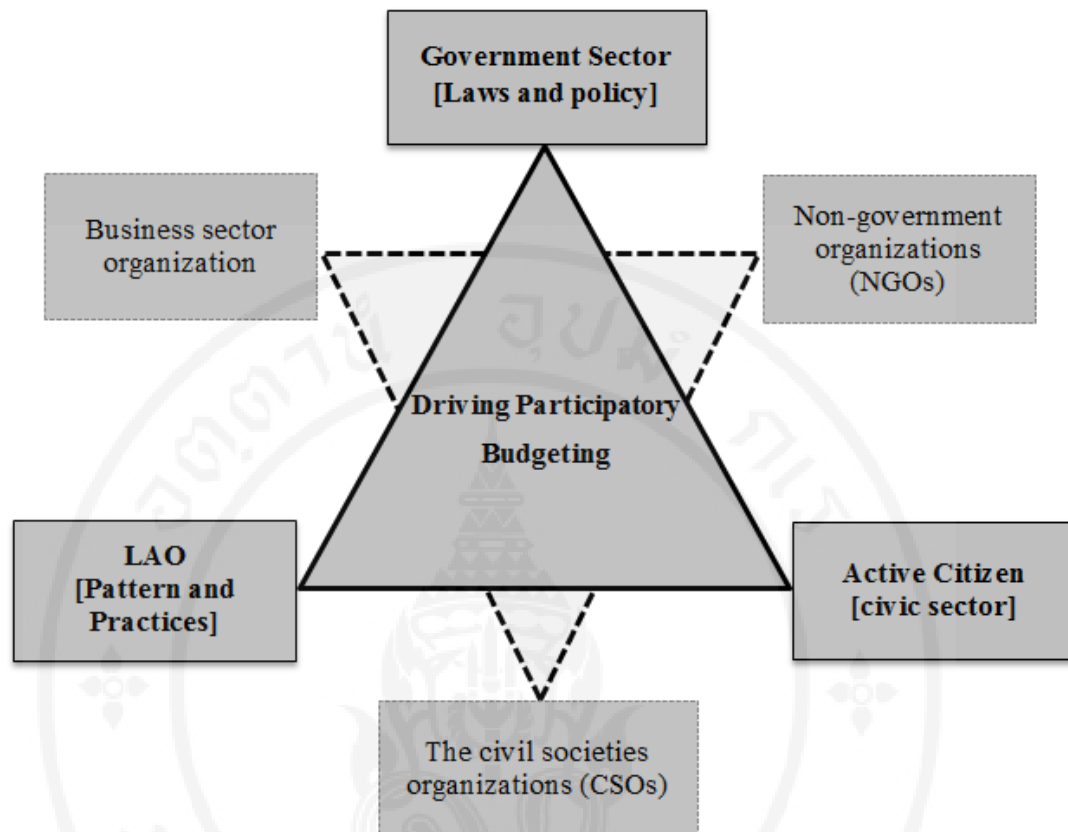 Government Sector
[Laws and policy]
Business sector
organization
Non-government
organizations
(NGOs)
Driving Participatory
Budgeting
LAO
[Pattern and
Practices]
Active Citizen
[civic sector]
The civil societies
organizations (CSOs)